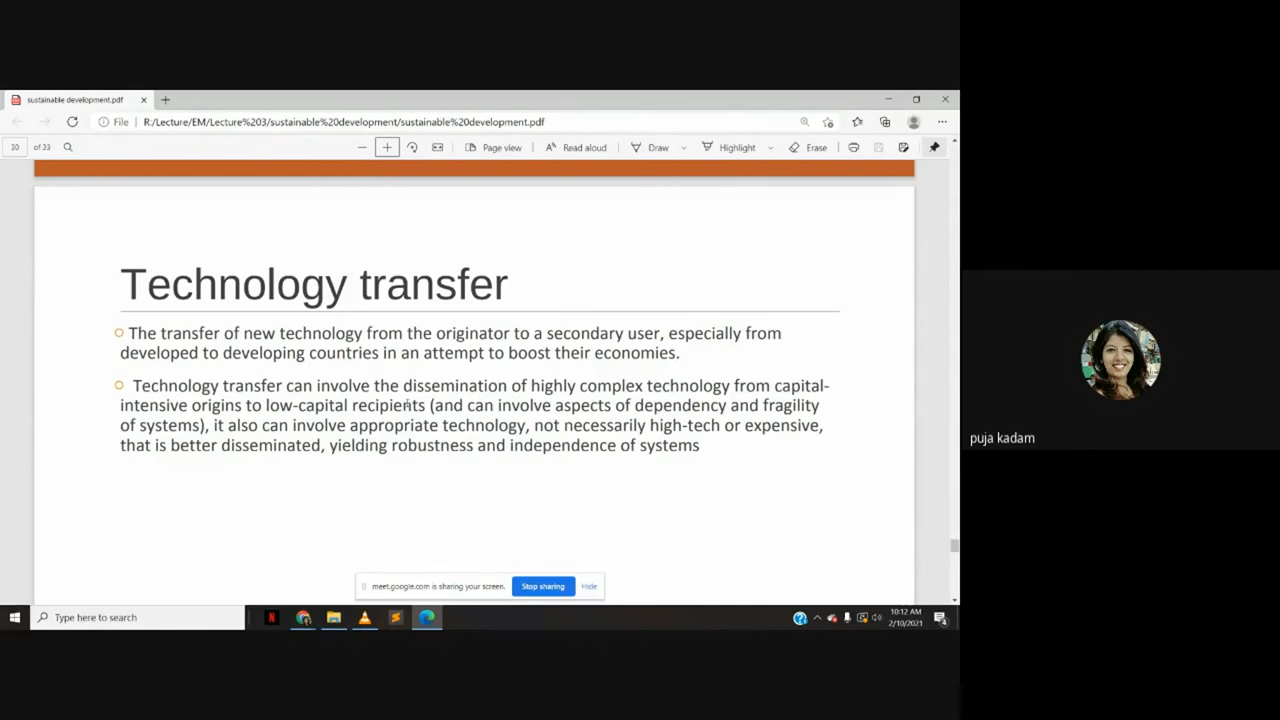 sustainable development.pdf
File
R:/Lecture/EM/Lecture%203/sustainable%20development/sustainable%20development.pdf
30 of 33
Page view
Read aloud
Draw
Highlight
Erase
Technology transfer
The transfer of new technology from the originator to a secondary user, especially from
developed to developing countries in an attempt to boost their economies.
Technology transfer can involve the dissemination of highly complex technology from capital-
intensive origins to low-capital recipients (and can involve aspects of dependency and fragility
of systems), it also can involve appropriate technology, not necessarily high-tech or expensive,
that is better disseminated, yielding robustness and independence of systems
puja kadam
meet.google.com is sharing your screen.
Stop sharing
Hide
Type here to search
10:12 AM
2/10/2021
4